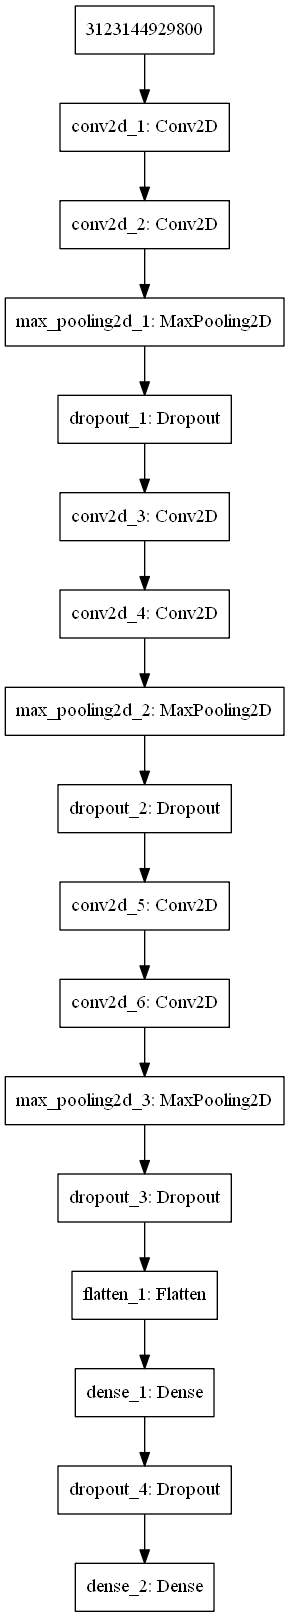 3123144929800
conv2d_1: Conv2D
conv2d_2: Conv2D
max_pooling2d_1: MaxPooling2D
dropout_1: Dropout
conv2d_3: Conv2D
conv2d_4: Conv2D
max_pooling2d_2: MaxPooling2D
dropout_2: Dropout
conv2d_5: Conv2D
conv2d_6: Conv2D
max_pooling2d_3: MaxPooling2D
dropout_3: Dropout
flatten_1: Flatten
dense_1: Dense
dropout_4: Dropout
dense_2: Dense